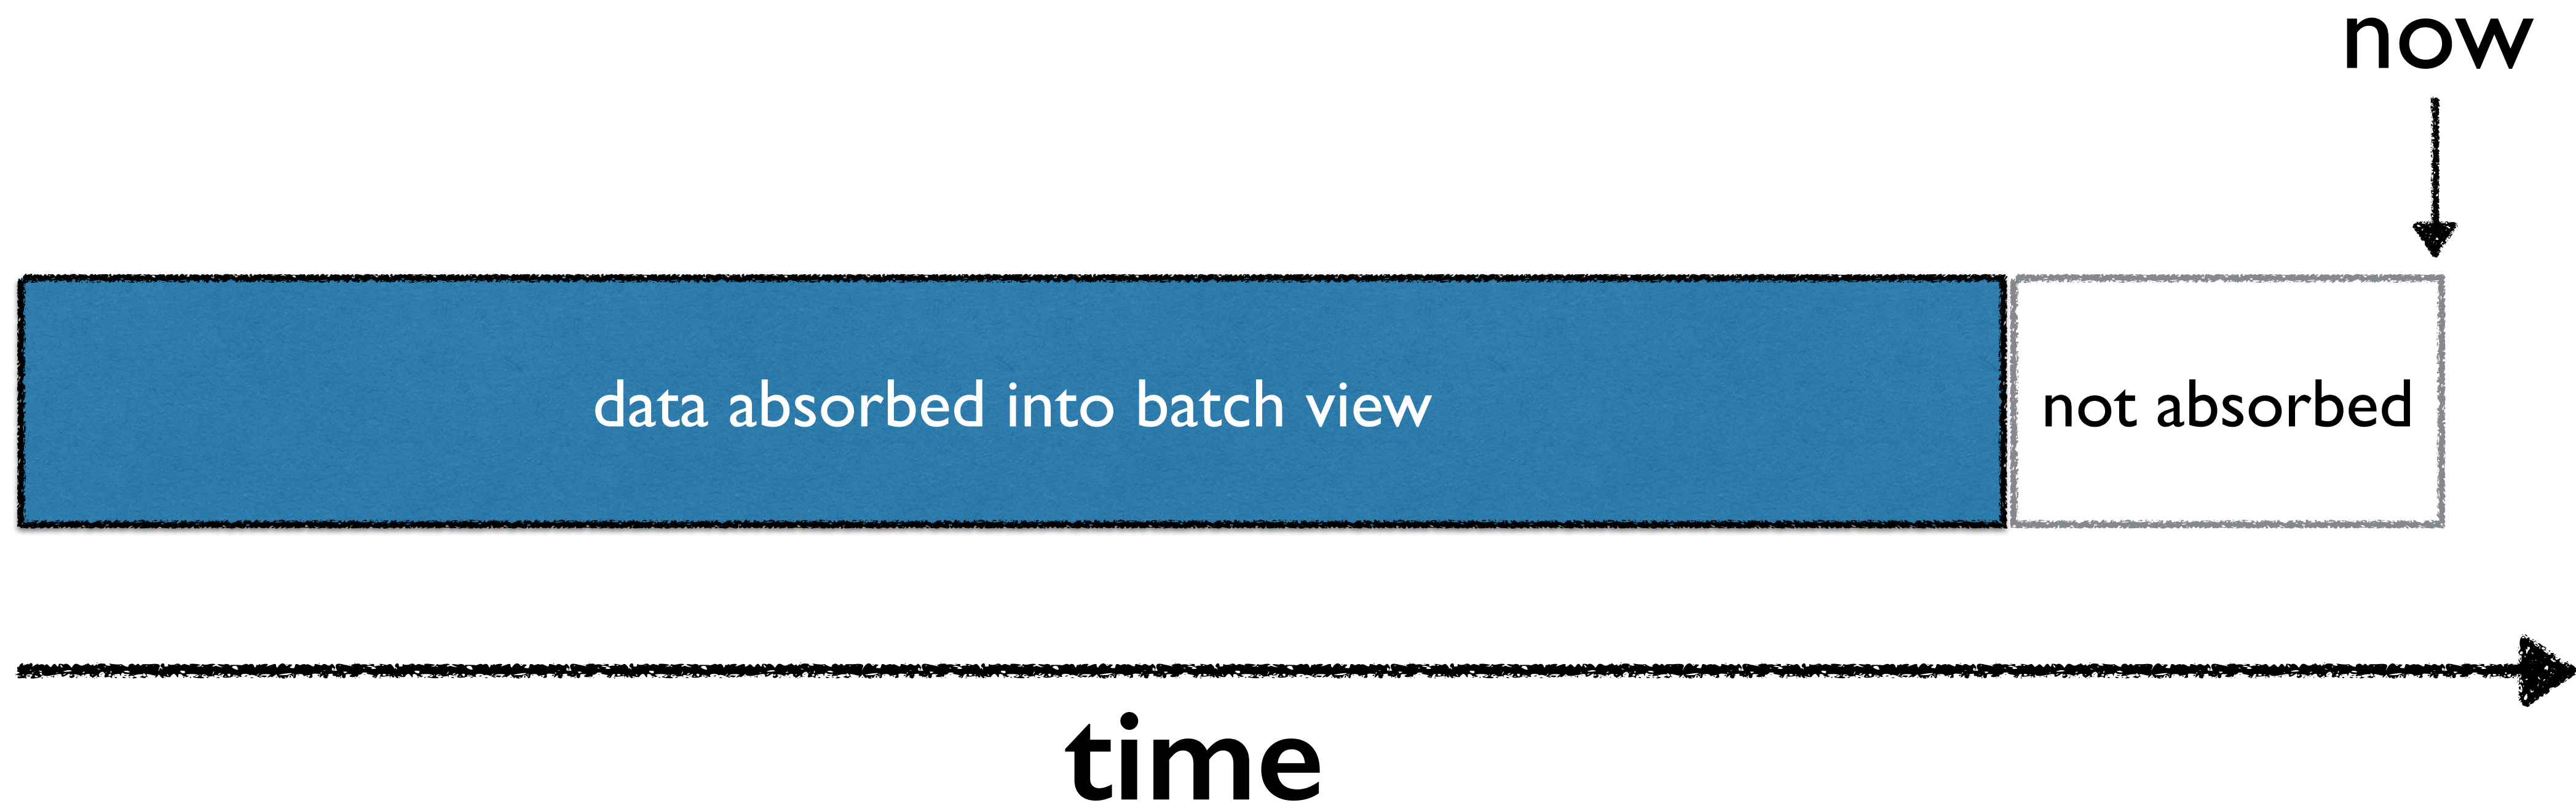 now
data absorbed into batch view
not absorbed
time